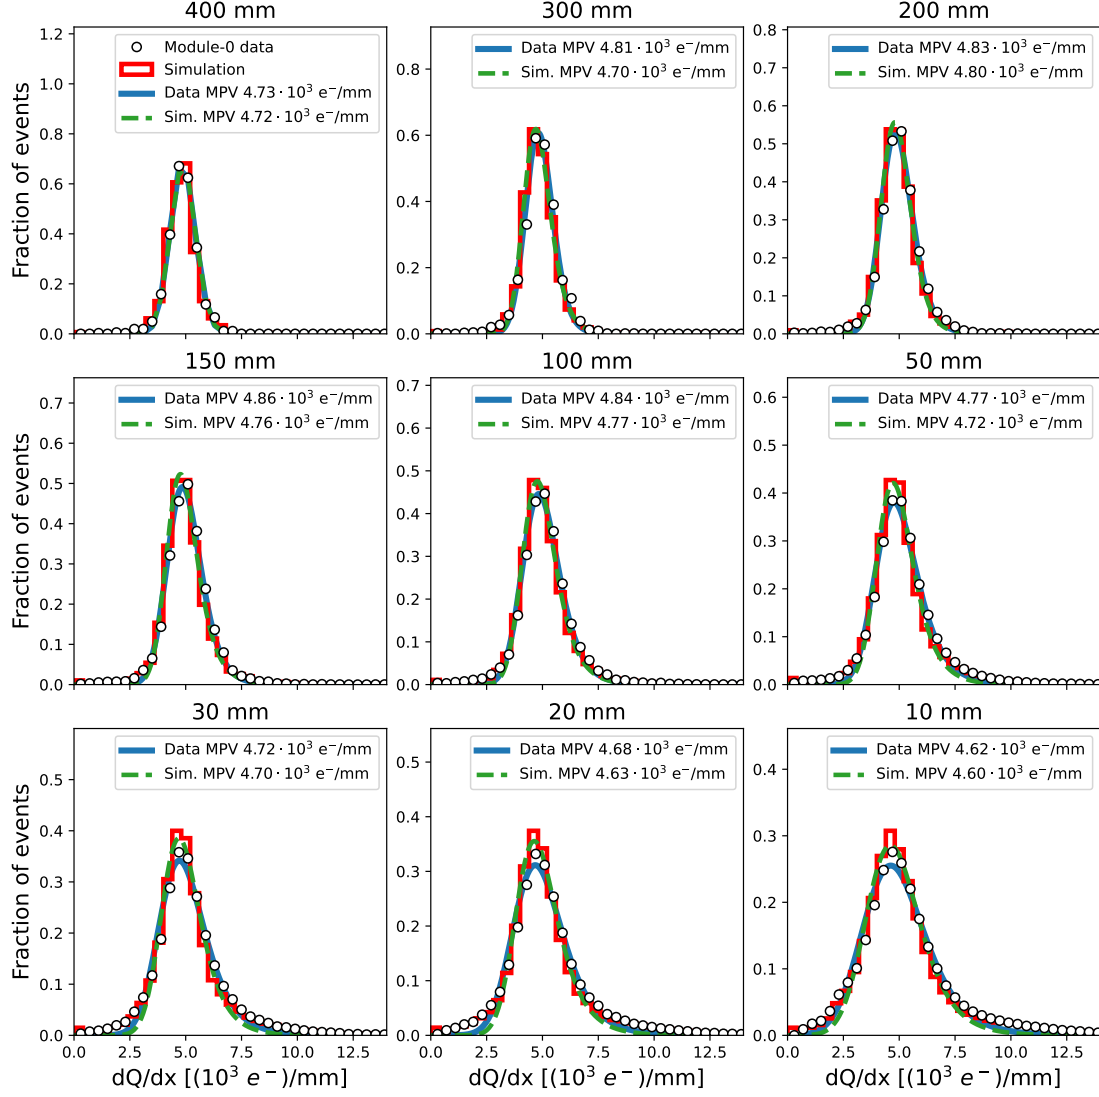 400 mm
300 mm
200 mm
Fraction of events
1.2
1.0
0.8
0.6
0.4
0.2
0.0
Module-0 data
Simulation
Data MPV 4.73 · 10³ e⁻/mm
Sim. MPV 4.72 · 10³ e⁻/mm
0.8
0.6
0.4
0.2
0.0
Data MPV 4.81 · 10³ e⁻/mm
Sim. MPV 4.70 · 10³ e⁻/mm
0.8
0.7
0.6
0.5
0.4
0.3
0.2
0.1
0.0
Data MPV 4.83 · 10³ e⁻/mm
Sim. MPV 4.80 · 10³ e⁻/mm
150 mm
100 mm
50 mm
Fraction of events
0.7
0.6
0.5
0.4
0.3
0.2
0.1
0.0
Data MPV 4.86 · 10³ e⁻/mm
Sim. MPV 4.76 · 10³ e⁻/mm
0.7
0.6
0.5
0.4
0.3
0.2
0.1
0.0
Data MPV 4.84 · 10³ e⁻/mm
Sim. MPV 4.77 · 10³ e⁻/mm
0.6
0.5
0.4
0.3
0.2
0.1
0.0
Data MPV 4.77 · 10³ e⁻/mm
Sim. MPV 4.72 · 10³ e⁻/mm
30 mm
20 mm
10 mm
Fraction of events
0.5
0.4
0.3
0.2
0.1
0.0
Data MPV 4.72 · 10³ e⁻/mm
Sim. MPV 4.70 · 10³ e⁻/mm
0.5
0.4
0.3
0.2
0.1
0.0
Data MPV 4.68 · 10³ e⁻/mm
Sim. MPV 4.63 · 10³ e⁻/mm
0.4
0.3
0.2
0.1
0.0
Data MPV 4.62 · 10³ e⁻/mm
Sim. MPV 4.60 · 10³ e⁻/mm
0.0 2.5 5.0 7.5 10.0 12.5
0.0 2.5 5.0 7.5 10.0 12.5
0.0 2.5 5.0 7.5 10.0 12.5
dQ/dx [(10³ e⁻)/mm]
dQ/dx [(10³ e⁻)/mm]
dQ/dx [(10³ e⁻)/mm]